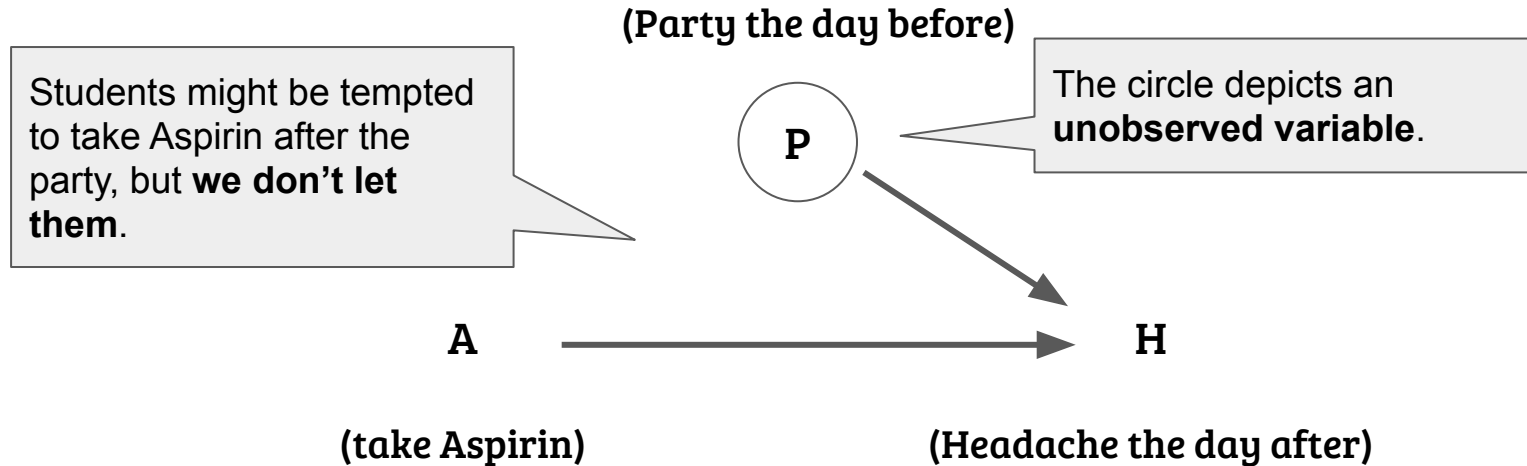 (Party the day before)
Students might be tempted
to take Aspirin after the
party, but we don’t let
them.
The circle depicts an
unobserved variable.
P
A
H
(take Aspirin)
(Headache the day after)